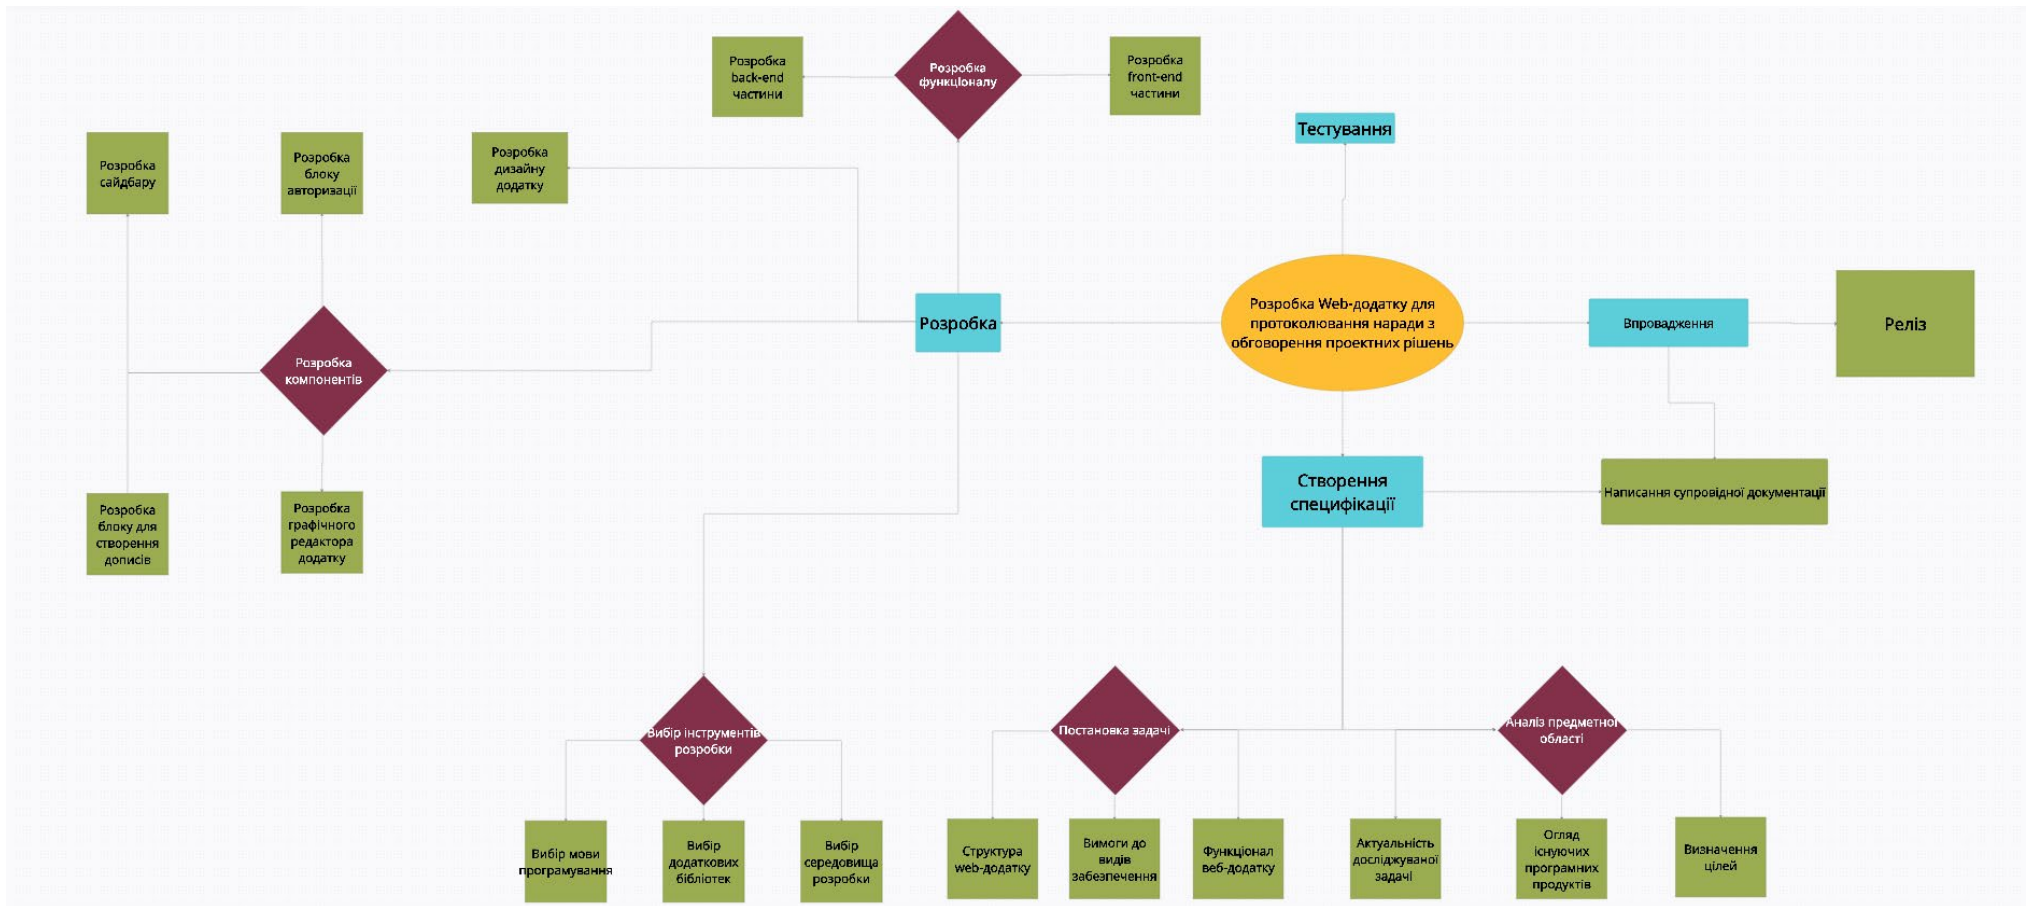 Розробка
back-end
частини
Розробка
функціоналу
Розробка
front-end
частини
Тестування
Розробка
сайдбару
Розробка
блоку
авторизації
Розробка
дизайну
додатку
Розробка
Розробка Web-додатку для
протоколювання наради з
обговорення проектних рішень
Впровадження
Реліз
Розробка
компонентів
Створення
специфікації
Написання супровідної документації
Розробка
блоку для
створення
дописів
Розробка
графічного
редактора
додатку
Вибір інструментів
розробки
Постановка задачі
Аналіз предметної
області
Вибір мови
програмування
Вибір
додаткових
бібліотек
Вибір
середовища
розробки
Структура
web-додатку
Вимоги до
видів
забезпечення
Функціонал
веб-додатку
Актуальність
досліджуваної
задачі
Огляд
існуючих
програмних
продуктів
Визначення
цілей